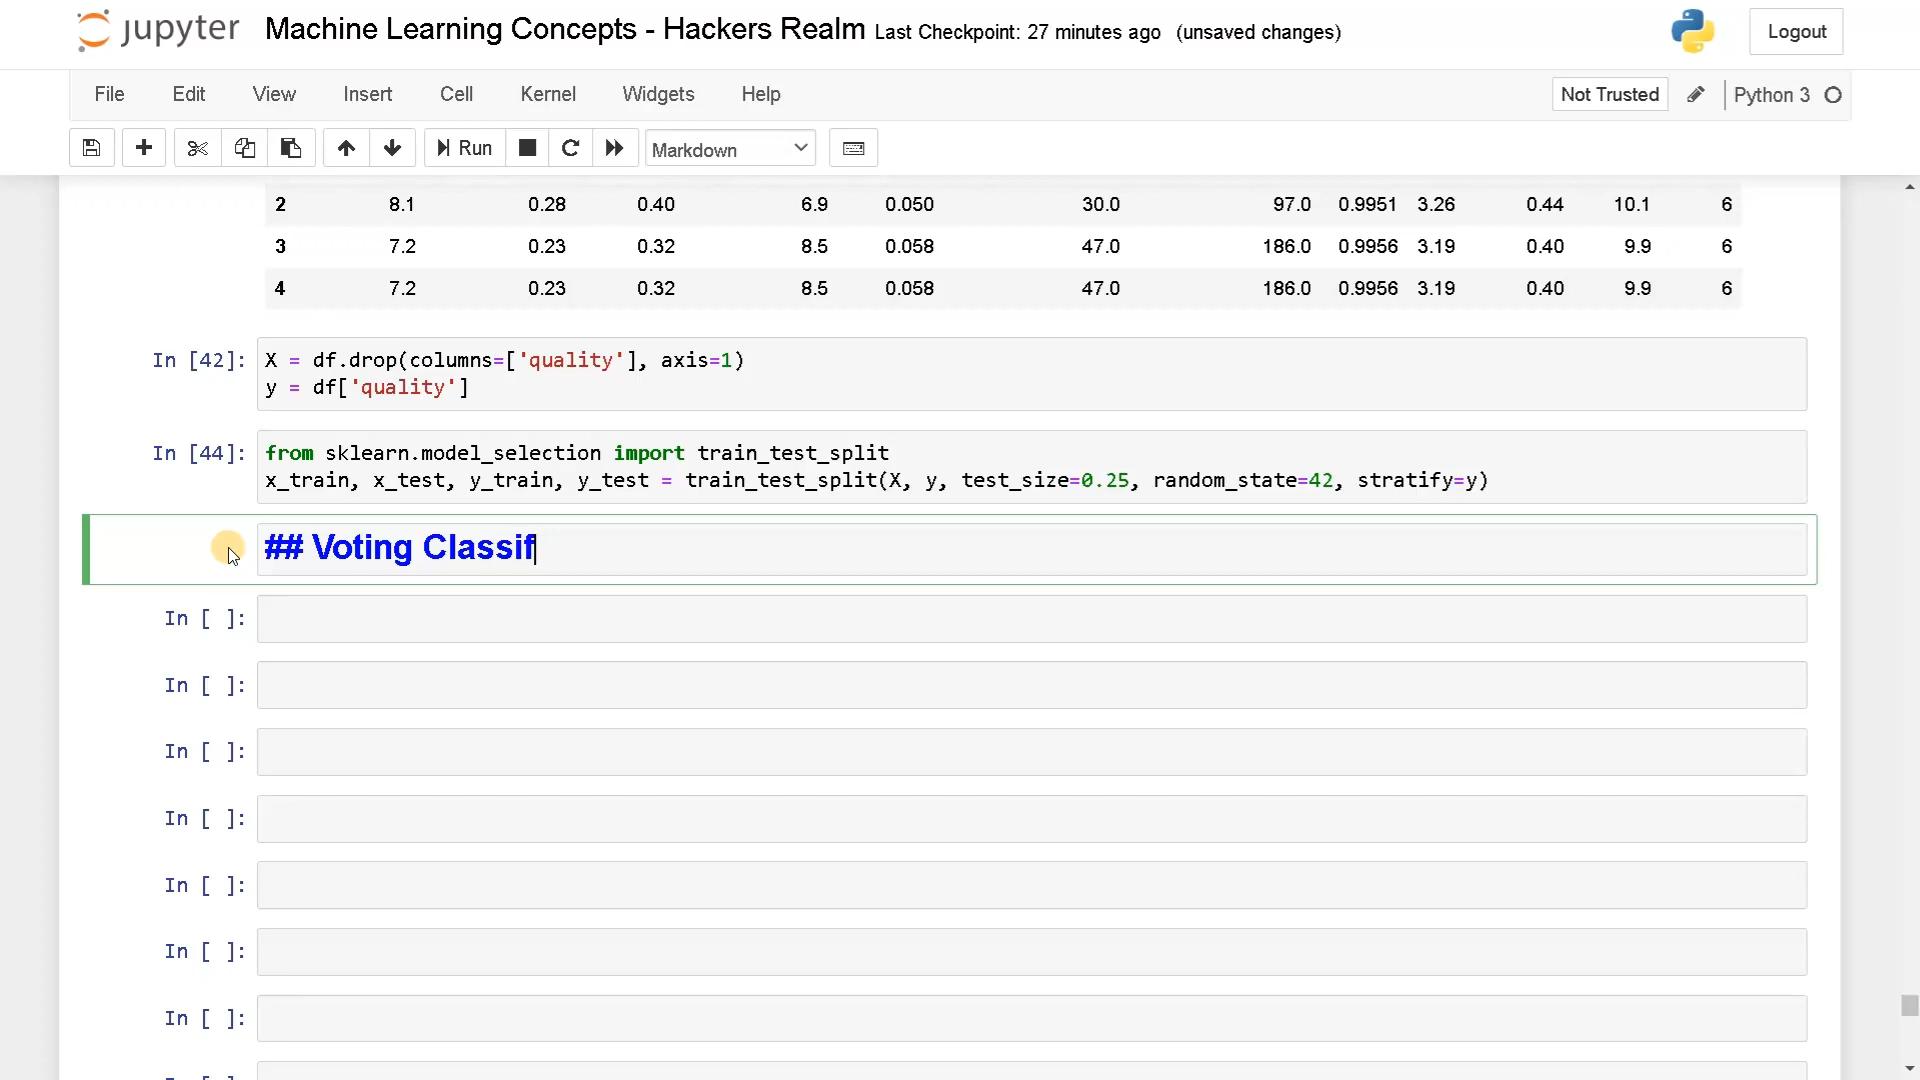 jupyter Machine Learning Concepts - Hackers Realm Last Checkpoint: 27 minutes ago (unsaved changes) Logout
File Edit View Insert Cell Kernel Widgets Help Not Trusted Python 3
Run Markdown
2 8.1 0.28 0.40 6.9 0.050 30.0 97.0 0.9951 3.26 0.44 10.1 6
3 7.2 0.23 0.32 8.5 0.058 47.0 186.0 0.9956 3.19 0.40 9.9 6
4 7.2 0.23 0.32 8.5 0.058 47.0 186.0 0.9956 3.19 0.40 9.9 6
In [42]: X = df.drop(columns=['quality'], axis=1)
y = df['quality']
In [44]: from sklearn.model_selection import train_test_split
x_train, x_test, y_train, y_test = train_test_split(X, y, test_size=0.25, random_state=42, stratify=y)
## Voting Classif
In [ ]:
In [ ]:
In [ ]:
In [ ]:
In [ ]:
In [ ]:
In [ ]: